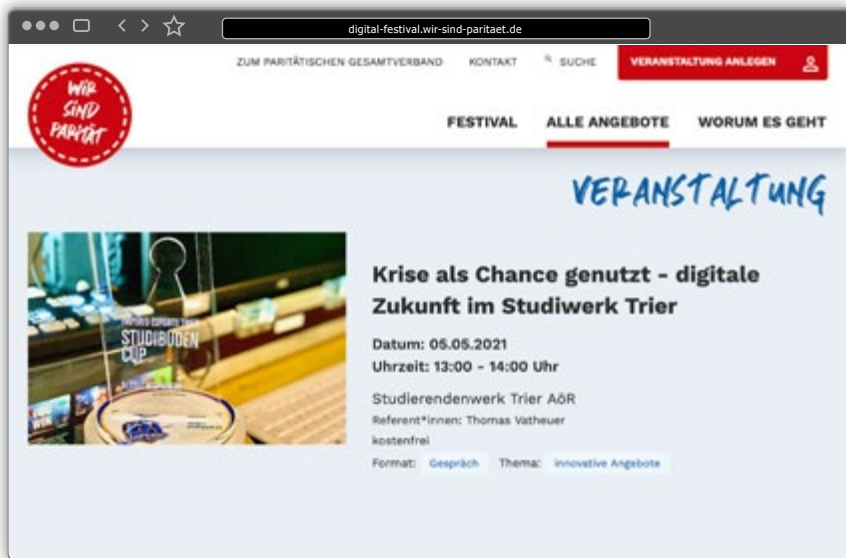 digital-festival.wir-sind-paritaet.de
ZUM PARITÄTISCHEN GESAMTVERBAND KONTAKT SUCHE VERANSTALTUNG ANLEGEN
WIR
SIND
PARITÄT
FESTIVAL ALLE ANGEBOTE WORUM ES GEHT
VERANSTALTUNG
STUDIBUDEN
CUP
Krise als Chance genutzt - digitale
Zukunft im Studiwerk Trier
Datum: 05.05.2021
Uhrzeit: 13:00 - 14:00 Uhr
Studierendenwerk Trier AöR
Referent*innen: Thomas Vatheuer
kostenfrei
Format: Gespräch Thema: innovative Angebote